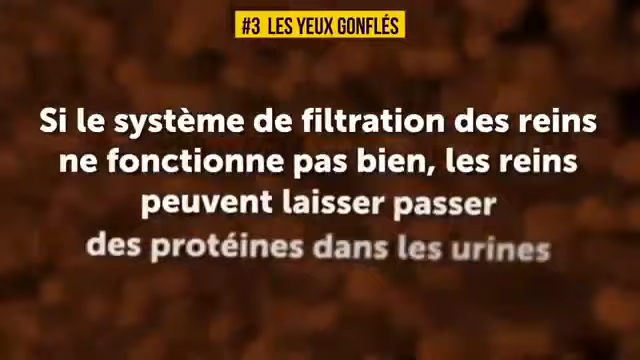 #3 LES YEUX GONFLÉS
Si le système de filtration des reins
ne fonctionne pas bien, les reins
peuvent laisser passer
des protéines dans les urines